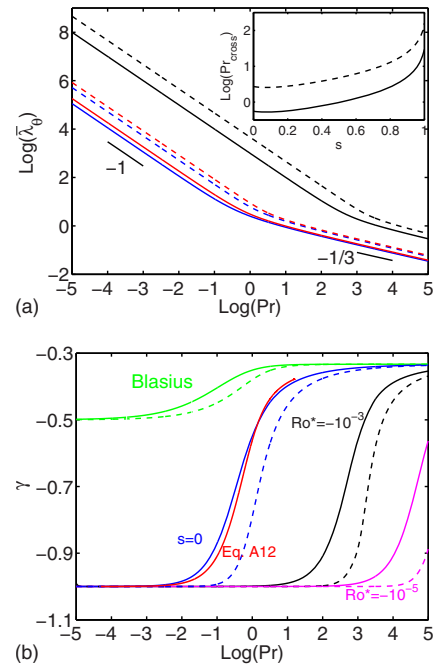 Log(λ̄θ)
8
6
4
2
0
−2
−1
−1/3
−5 −4 −3 −2 −1 0 1 2 3 4 5
Log(Pr)
(a)
Log(Pr_cross)
2
1
0
0 0.2 0.4 0.6 0.8 1
s
γ
−0.3
−0.5
−0.7
−0.9
−1.1
Blasius
Ro*=−10⁻³
s=0
Eq. A12
Ro*=−10⁻⁵
−5 −4 −3 −2 −1 0 1 2 3 4 5
Log(Pr)
(b)